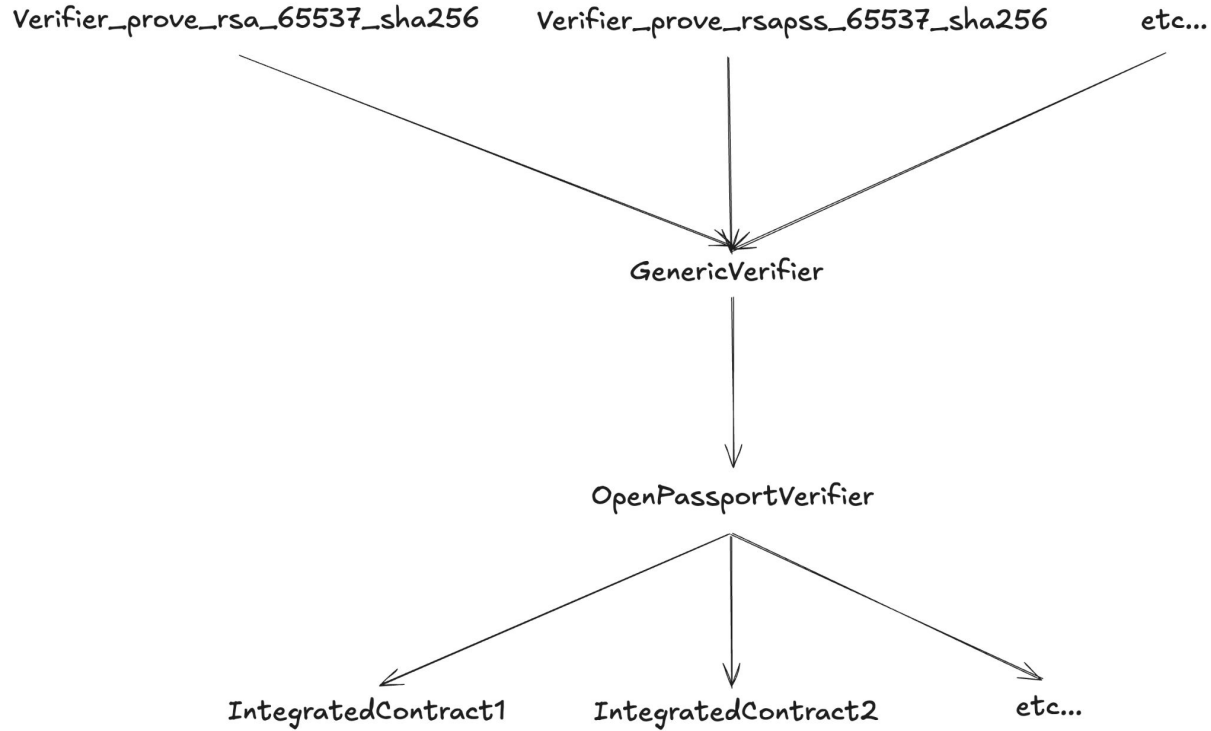 Verifier_prove_rsa_65537_sha256 Verifier_prove_rsapss_65537_sha256 etc...
GenericVerifier
OpenPassportVerifier
IntegratedContract1 IntegratedContract2 etc...